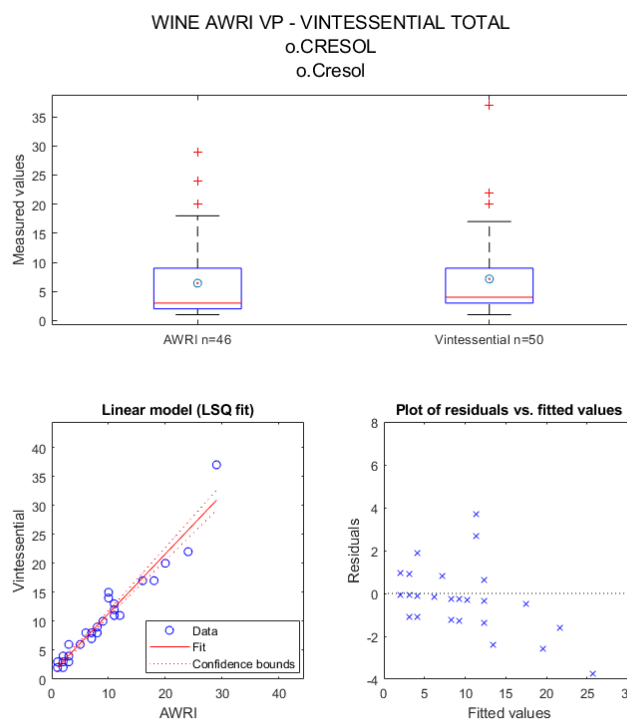 WINE AWRI VP - VINTESSENTIAL TOTAL
o.CRESOL
o.Cresol
Measured values
35
30
25
20
15
10
5
0
AWRI n=46
Vintessential n=50
Linear model (LSQ fit)
Vintessential
40
35
30
25
20
15
10
5
0
Data
Fit
Confidence bounds
0
10
20
30
40
AWRI
Plot of residuals vs. fitted values
Residuals
8
6
4
2
0
-2
-4
0
5
10
15
20
25
30
Fitted values